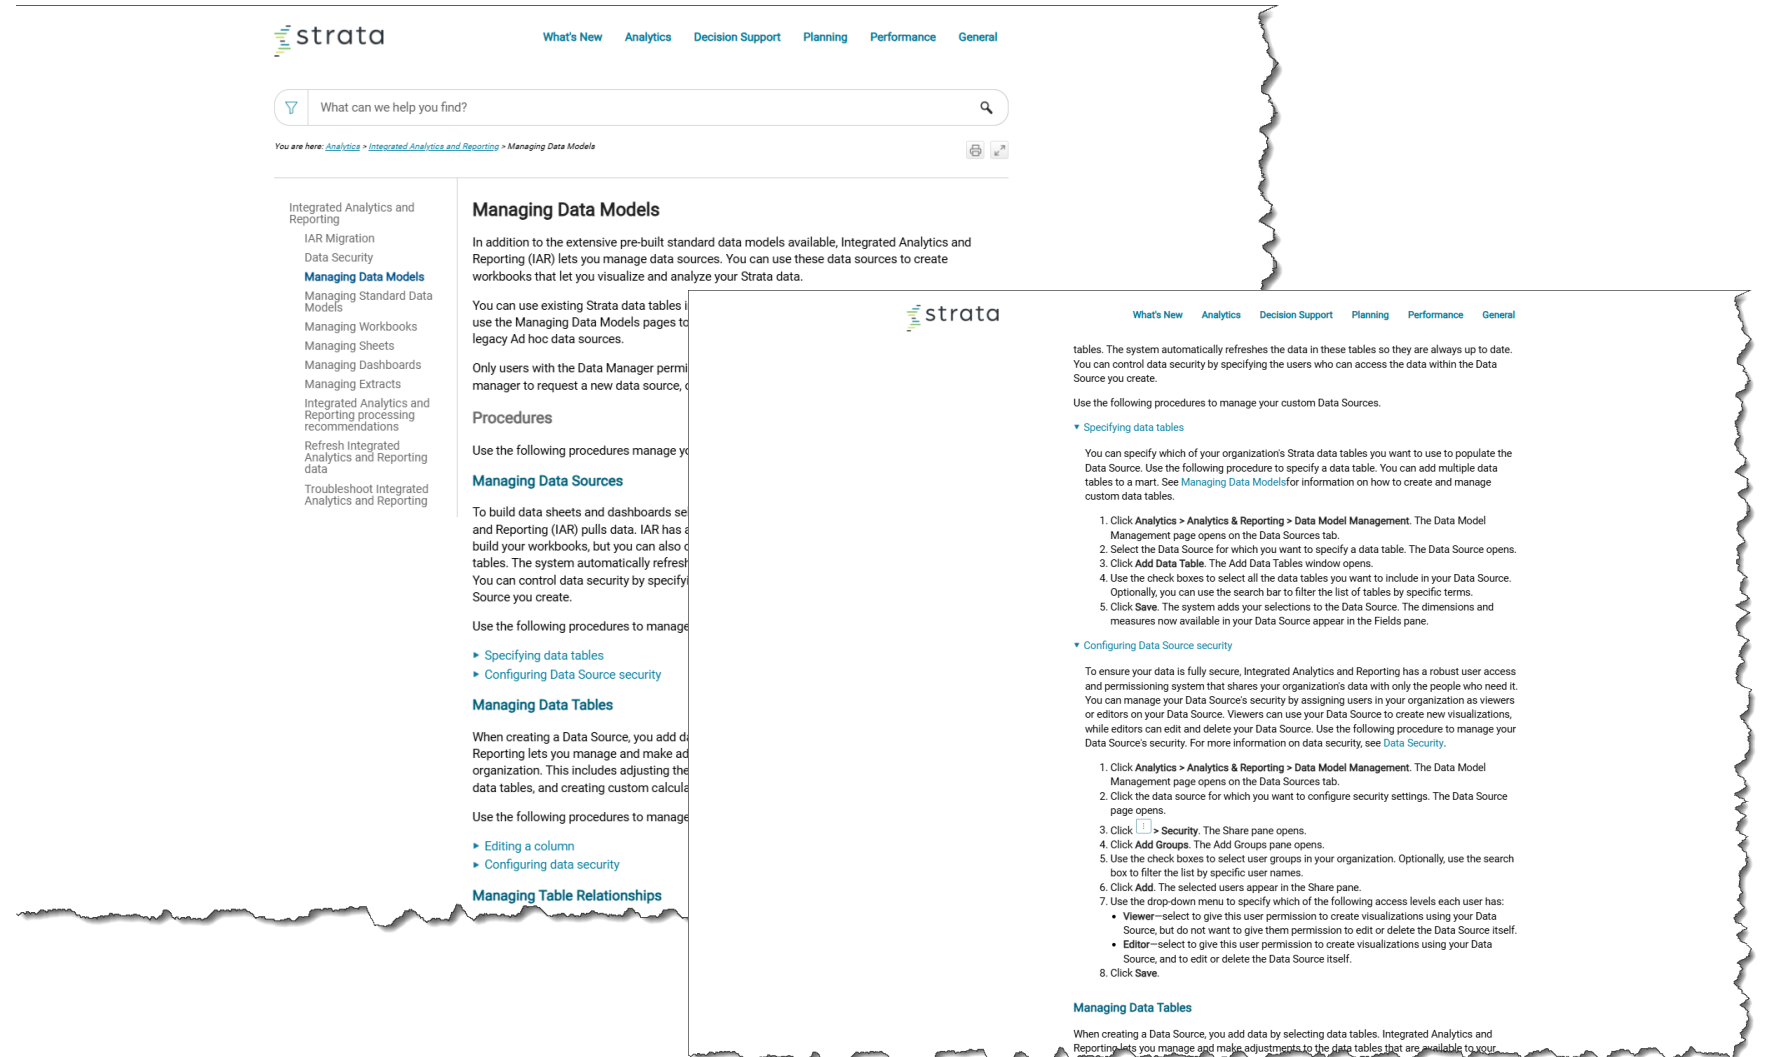 strata
What's New Analytics Decision Support Planning Performance General
What can we help you find?
You are here: Analytics > Integrated Analytics and Reporting > Managing Data Models
Integrated Analytics and
Reporting
IAR Migration
Data Security
Managing Data Models
Managing Standard Data
Models
Managing Workbooks
Managing Sheets
Managing Dashboards
Managing Extracts
Integrated Analytics and
Reporting processing
recommendations
Refresh Integrated
Analytics and Reporting
data
Troubleshoot Integrated
Analytics and Reporting
Managing Data Models
In addition to the extensive pre-built standard data models available, Integrated Analytics and
Reporting (IAR) lets you manage data sources. You can use these data sources to create
workbooks that let you visualize and analyze your Strata data.
You can use existing Strata data tables
use the Managing Data Models pages to
legacy Ad hoc data sources.
Only users with the Data Manager
manager to request a new data source,
Procedures
Use the following procedures manage
Managing Data Sources
To build data sheets and dashboards
and Reporting (IAR) pulls data. IAR has
build your workbooks, but you can also
tables. The system automatically
You can control data security by
Source you create.
Use the following procedures to manage
Specifying data tables
Configuring Data Source security
Managing Data Tables
When creating a Data Source, you add
Reporting lets you manage and make
organization. This includes adjusting the
data tables, and creating custom
Use the following procedures to manage
Editing a column
Configuring data security
Managing Table Relationships
strata
What's New Analytics Decision Support Planning Performance General
tables. The system automatically refreshes the data in these tables so they are always up to date.
You can control data security by specifying the users who can access the data within the Data
Source you create.
Use the following procedures to manage your custom Data Sources.
Specifying data tables
You can specify which of your organization's Strata data tables you want to use to populate the
Data Source. Use the following procedure to specify a data table. You can add multiple data
tables to a mart. See Managing Data Modelsfor information on how to create and manage
custom data tables.
1. Click Analytics > Analytics & Reporting > Data Model Management. The Data Model
Management page opens on the Data Sources tab.
2. Select the Data Source for which you want to specify a data table. The Data Source opens.
3. Click Add Data Table. The Add Data Tables window opens.
4. Use the check boxes to select all the data tables you want to include in your Data Source.
Optionally, you can use the search bar to filter the list of tables by specific terms.
5. Click Save. The system adds your selections to the Data Source. The dimensions and
measures now available in your Data Source appear in the Fields pane.
Configuring Data Source security
To ensure your data is fully secure, Integrated Analytics and Reporting has a robust user access
and permissioning system that shares your organization's data with only the people who need it.
You can manage your Data Source's security by assigning users in your organization as viewers
or editors on your Data Source. Viewers can use your Data Source to create new visualizations,
while editors can edit and delete your Data Source. Use the following procedure to manage your
Data Source's security. For more information on data security, see Data Security.
1. Click Analytics > Analytics & Reporting > Data Model Management. The Data Model
Management page opens on the Data Sources tab.
2. Click the data source for which you want to configure security settings. The Data Source
page opens.
3. Click > Security. The Share pane opens.
4. Click Add Groups. The Add Groups pane opens.
5. Use the check boxes to select user groups in your organization. Optionally, use the search
box to filter the list by specific user names.
6. Click Add. The selected users appear in the Share pane.
7. Use the drop-down menu to specify which of the following access levels each user has:
• Viewer—select to give this user permission to create visualizations using your Data
Source, but do not want to give them permission to edit or delete the Data Source itself.
• Editor—select to give this user permission to create visualizations using your Data
Source, and to edit or delete the Data Source itself.
8. Click Save.
Managing Data Tables
When creating a Data Source, you add data by selecting data tables. Integrated Analytics and
Reporting lets you manage and make adjustments to the data tables that are available to your